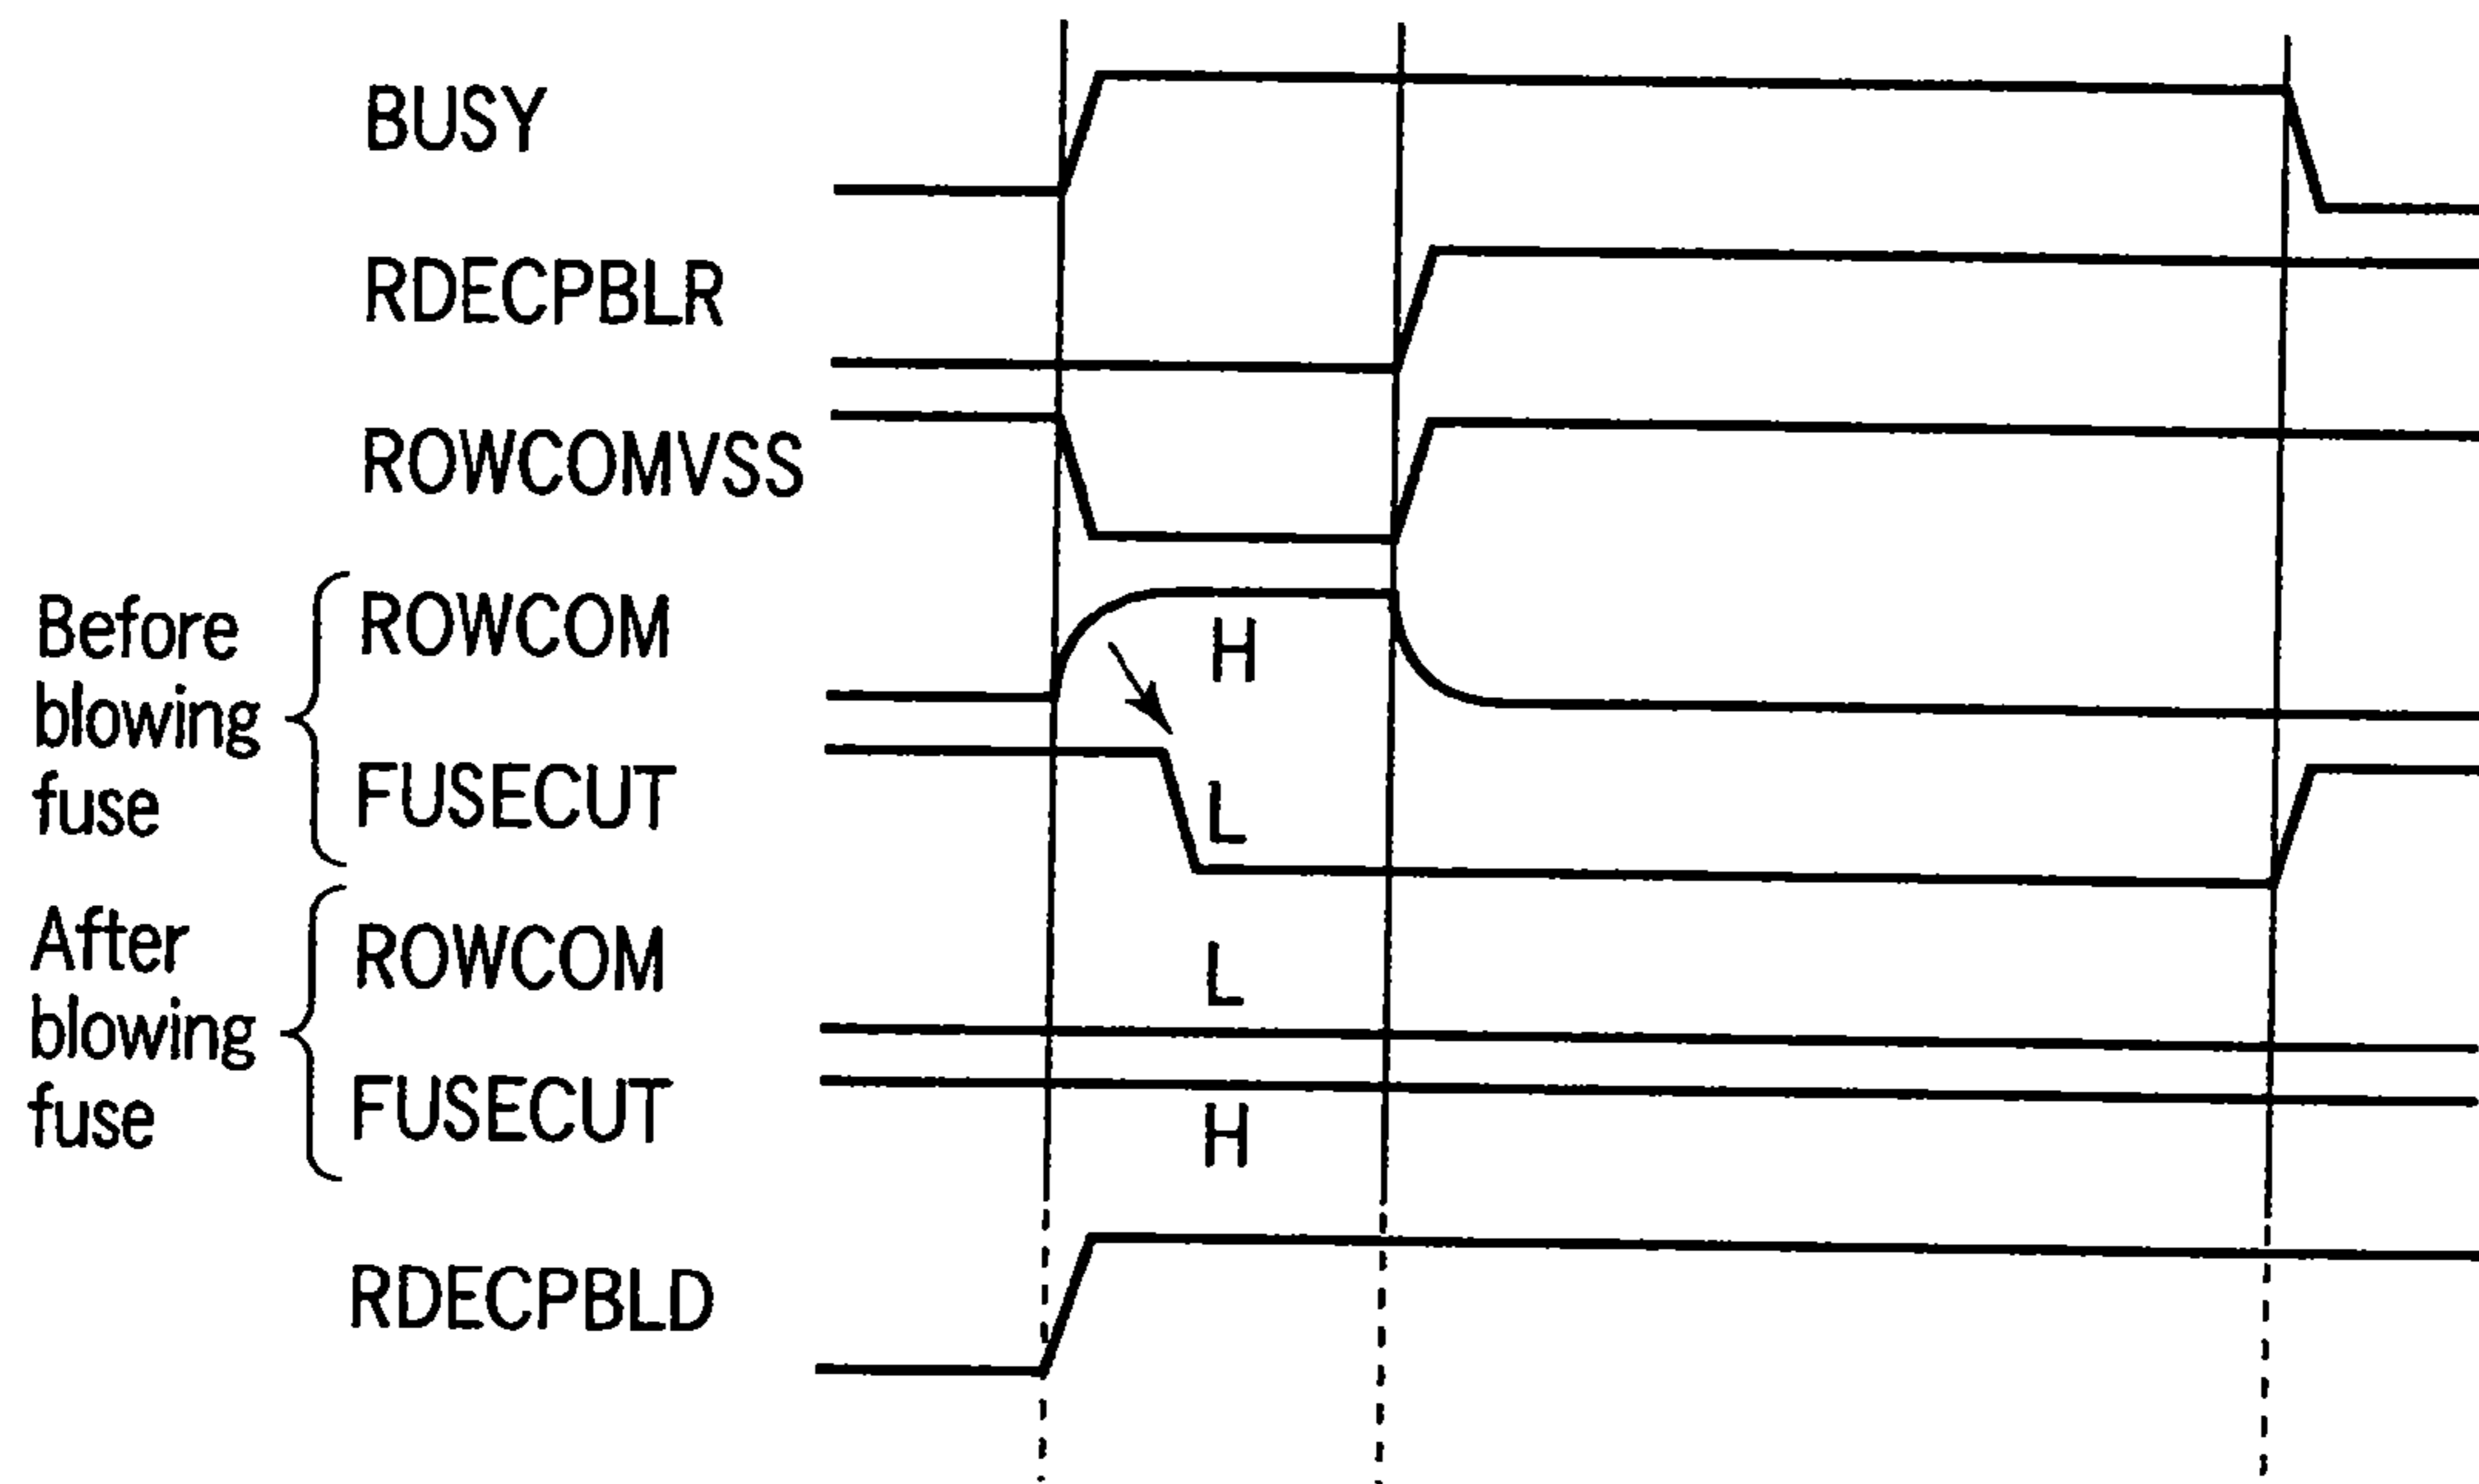 BUSY
RDECPBLR
ROWCOMVSS
Before
blowing
fuse
ROWCOM
H
FUSECUT
L
After
blowing
fuse
ROWCOM
L
FUSECUT
H
RDECPBLD